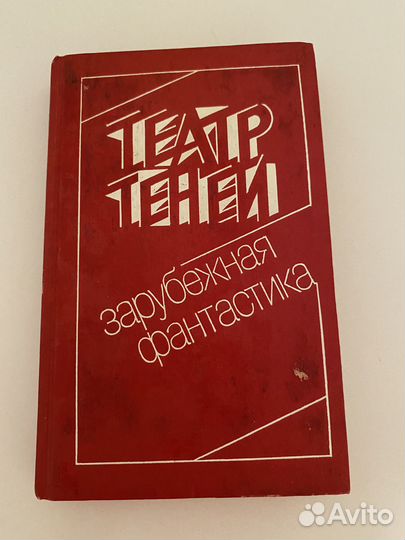 ТЕАТР
ТЕНЕЙ
зарубежная
фантастика
Avito